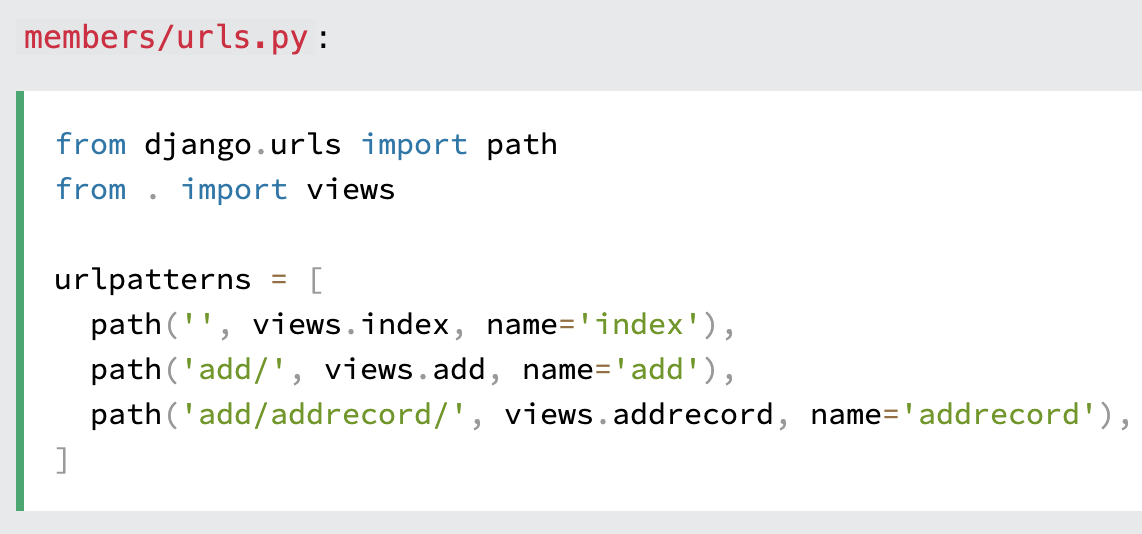 members/urls.py:
from django.urls import path
from . import views
urlpatterns = [
  path('', views.index, name='index'),
  path('add/', views.add, name='add'),
  path('add/addrecord/', views.addrecord, name='addrecord'),
]